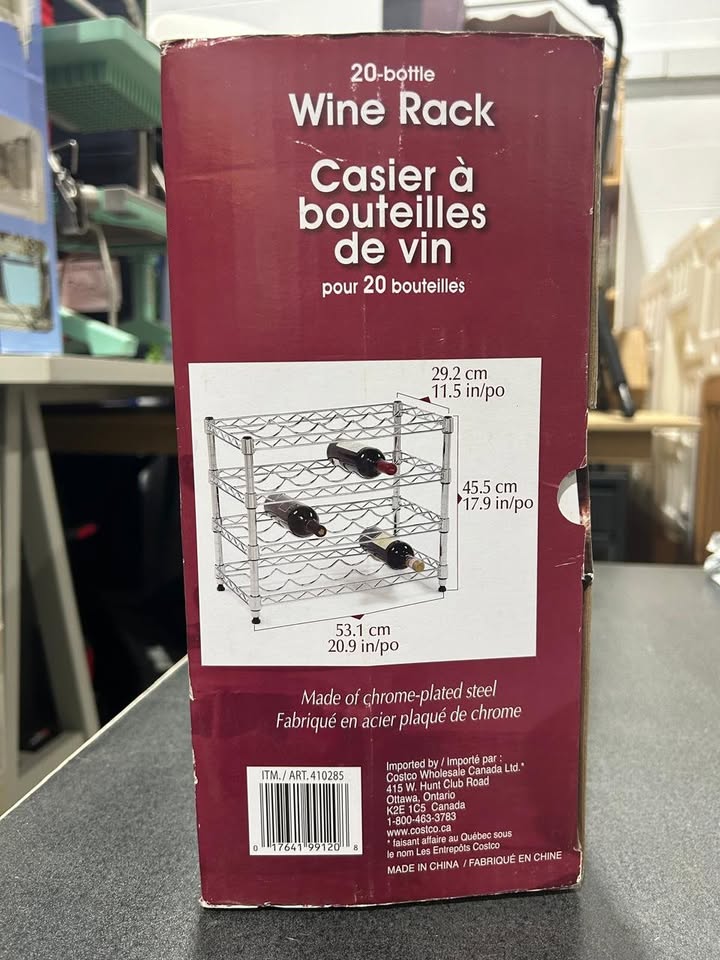 20-bottle
Wine Rack
Casier à
bouteilles
de vin
pour 20 bouteilles
29.2 cm
11.5 in/po
45.5 cm
17.9 in/po
53.1 cm
20.9 in/po
Made of chrome-plated steel
Fabriqué en acier plaqué de chrome
ITM. / ART. 410285
0 17641 99120 8
Imported by / Importé par :
Costco Wholesale Canada Ltd.*
415 W. Hunt Club Road
Ottawa, Ontario
K2E 1C5 Canada
1-800-463-3783
www.costco.ca
* faisant affaire au Québec sous
le nom Les Entrepôts Costco
MADE IN CHINA / FABRIQUÉ EN CHINE